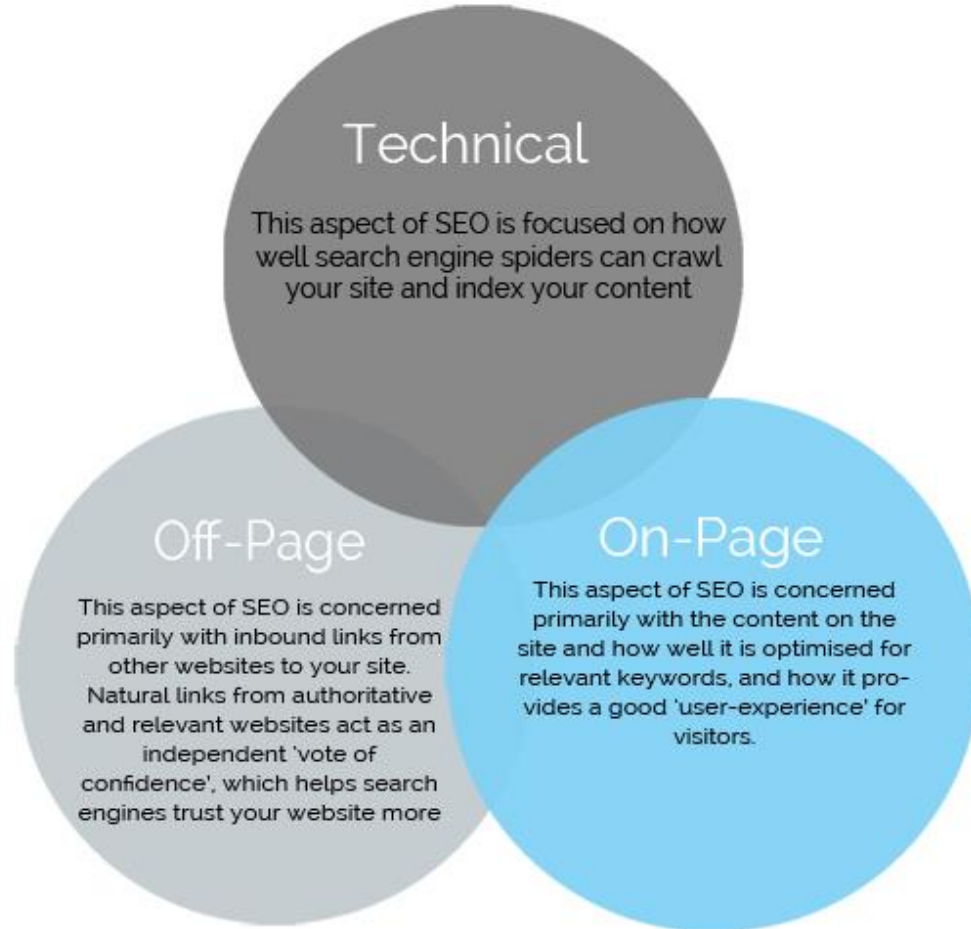 Technical
This aspect of SEO is focused on how
well search engine spiders can crawl
your site and index your content
Off-Page
This aspect of SEO is concerned
primarily with inbound links from
other websites to your site.
Natural links from authoritative
and relevant websites act as an
independent 'vote of
confidence', which helps search
engines trust your website more
On-Page
This aspect of SEO is concerned
primarily with the content on the
site and how well it is optimised for
relevant keywords, and how it pro-
vides a good 'user-experience' for
visitors.